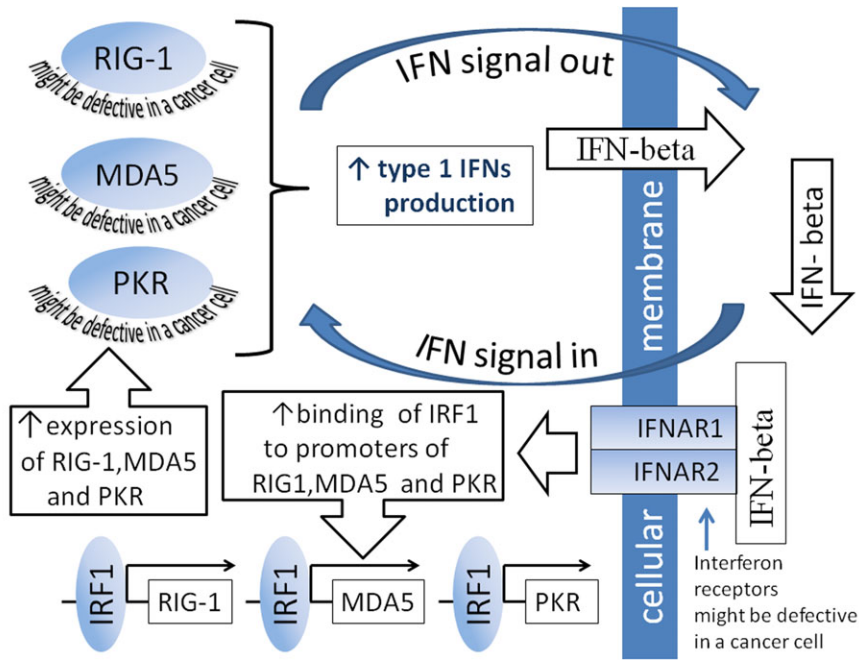 RIG-1
might be defective in a cancer cell
MDA5
might be defective in a cancer cell
PKR
might be defective in a cancer cell
IFN signal out
↑ type 1 IFNs
production
IFN-beta
IFN- beta
IFN signal in
cellular membrane
IFNAR1
IFNAR2
IFN-beta
Interferon
receptors
might be defective
in a cancer cell
↑binding of IRF1
to promoters of
RIG1,MDA5 and PKR
↑expression
of RIG-1,MDA5
and PKR
IRF1
RIG-1
IRF1
MDA5
IRF1
PKR